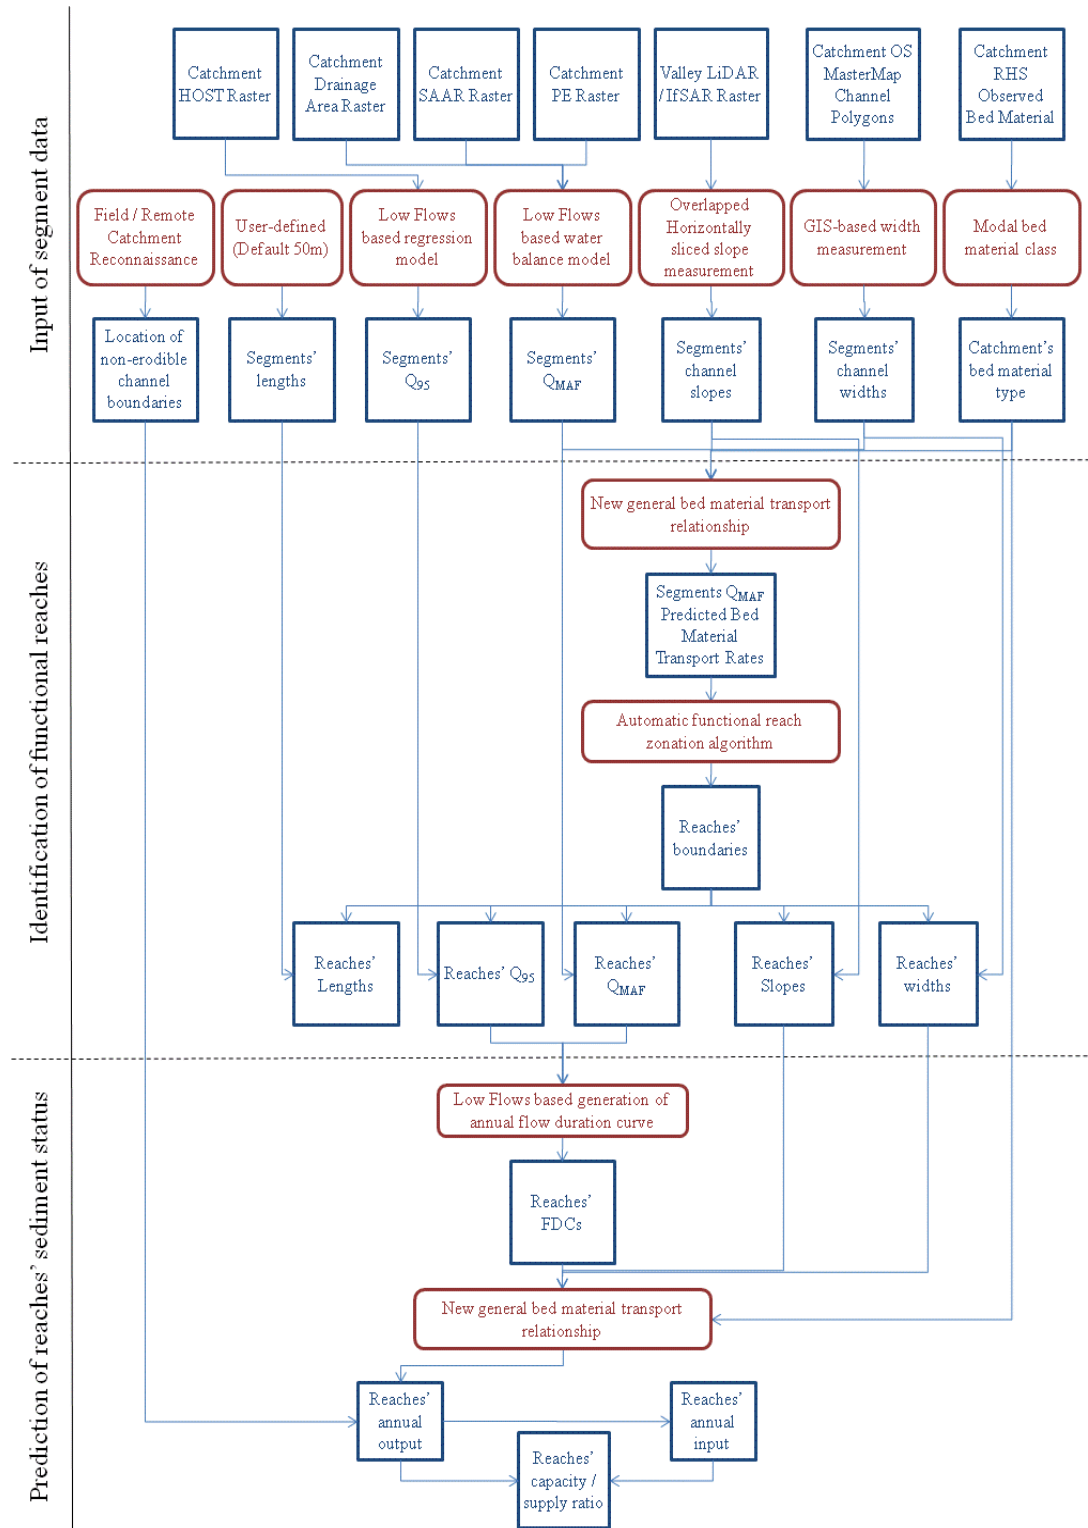 Input of segment data
Catchment
HOST Raster
Catchment
Drainage
Area Raster
Catchment
SAAR Raster
Catchment
PE Raster
Valley LiDAR
/ IfSAR Raster
Catchment OS
MasterMap
Channel
Polygons
Catchment
RHS
Observed
Bed Material
Field / Remote
Catchment
Reconnaissance
User-defined
(Default 50m)
Low Flows
based regression
model
Low Flows
based water
balance model
Overlapped
Horizontally
sliced slope
measurement
GIS-based width
measurement
Modal bed
material class
Location of
non-erodible
channel
boundaries
Segments'
lengths
Segments'
Q95
Segments'
QMAF
Segments'
channel
slopes
Segments'
channel
widths
Catchment's
bed material
type
Identification of functional reaches
New general bed material transport
relationship
Segments QMAF
Predicted Bed
Material
Transport Rates
Automatic functional reach
zonation algorithm
Reaches'
boundaries
Reaches'
Lengths
Reaches' Q95
Reaches'
QMAF
Reaches'
Slopes
Reaches'
widths
Prediction of reaches' sediment status
Low Flows based generation of
annual flow duration curve
Reaches'
FDCs
New general bed material transport
relationship
Reaches'
annual
output
Reaches'
annual
input
Reaches'
capacity /
supply ratio